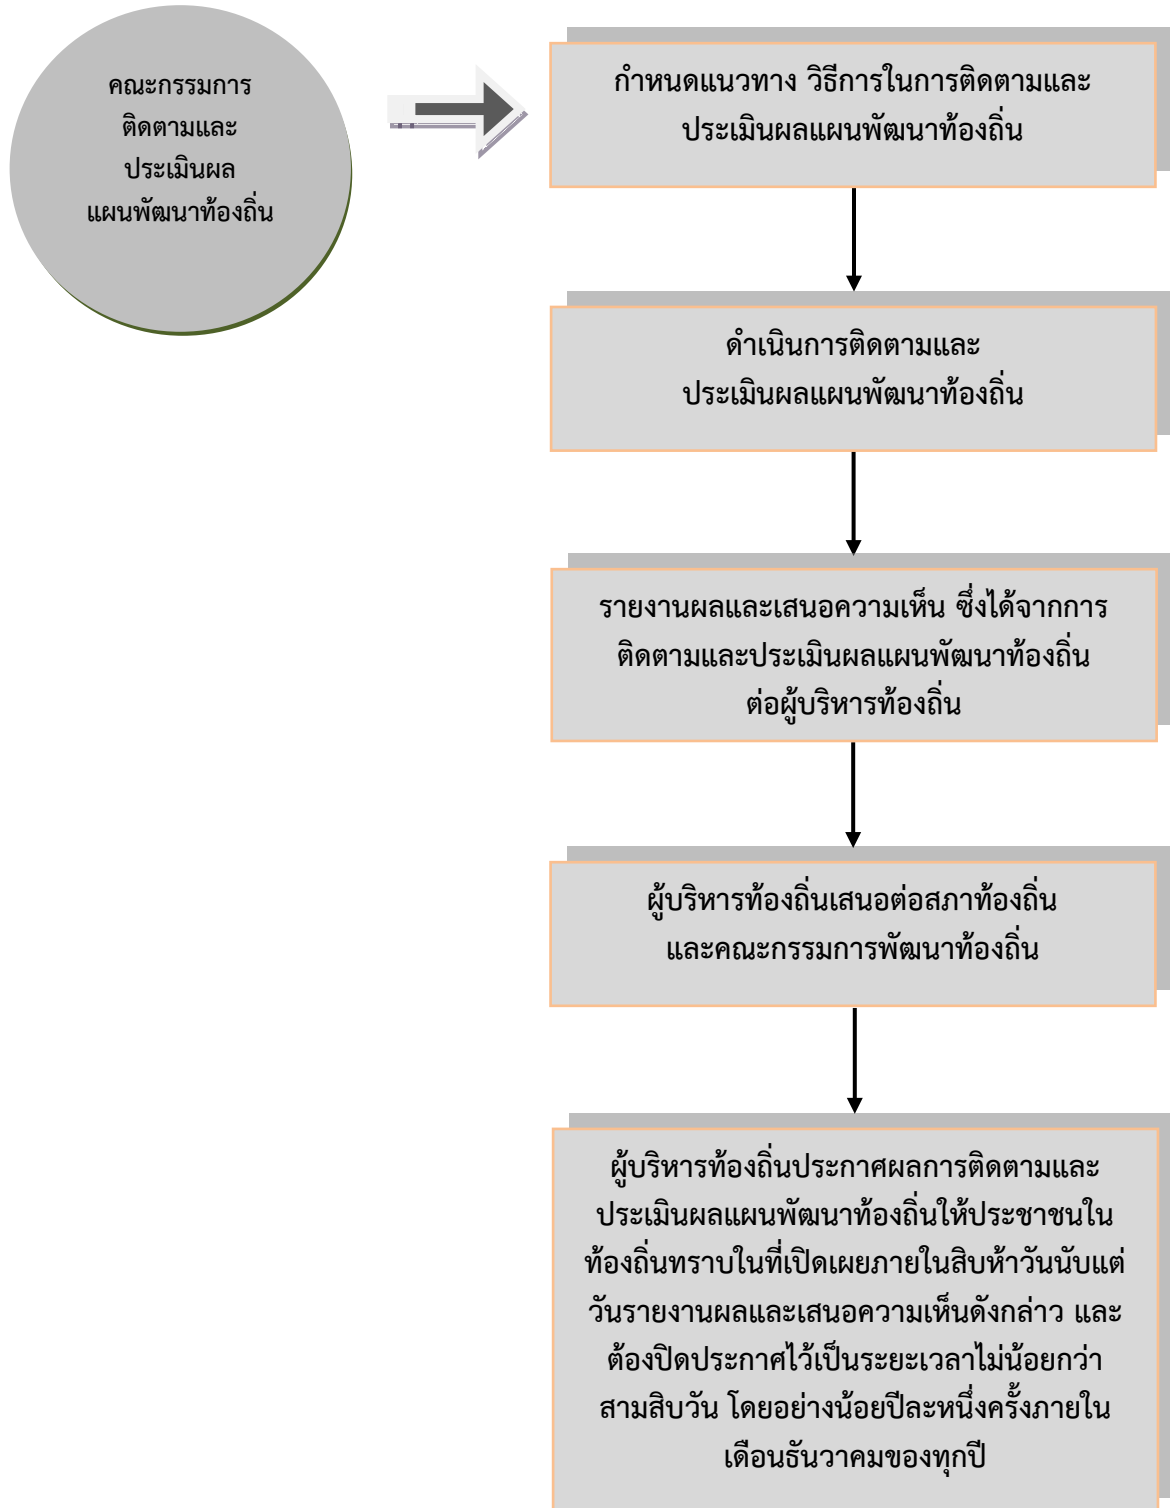 คณะกรรมการ
ติดตามและ
ประเมินผล
แผนพัฒนาท้องถิ่น
กำหนดแนวทาง วิธีการในการติดตามและ
ประเมินผลแผนพัฒนาท้องถิ่น
ดำเนินการติดตามและ
ประเมินผลแผนพัฒนาท้องถิ่น
รายงานผลและเสนอความเห็น ซึ่งได้จากการ
ติดตามและประเมินผลแผนพัฒนาท้องถิ่น
ต่อผู้บริหารท้องถิ่น
ผู้บริหารท้องถิ่นเสนอต่อสภาท้องถิ่น
และคณะกรรมการพัฒนาท้องถิ่น
ผู้บริหารท้องถิ่นประกาศผลการติดตามและ
ประเมินผลแผนพัฒนาท้องถิ่นให้ประชาชนใน
ท้องถิ่นทราบในที่เปิดเผยภายในสิบห้าวันนับแต่
วันรายงานผลและเสนอความเห็นดังกล่าว และ
ต้องปิดประกาศไว้เป็นระยะเวลาไม่น้อยกว่า
สามสิบวัน โดยอย่างน้อยปีละหนึ่งครั้งภายใน
เดือนธันวาคมของทุกปี